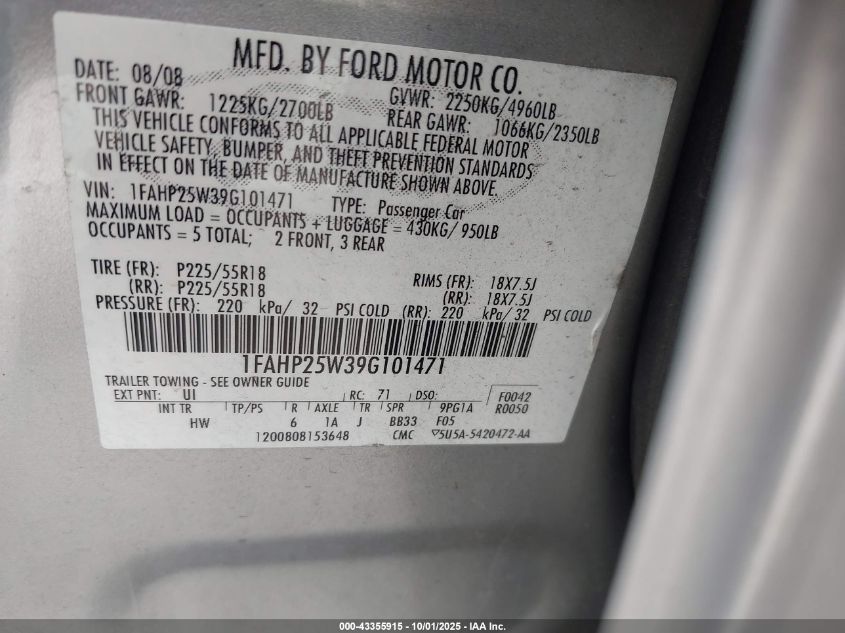 MFD. BY FORD MOTOR CO.
DATE: 08/08 GVWR: 2250KG/4960LB
FRONT GAWR: 1225KG/2700LB REAR GAWR: 1066KG/2350LB
THIS VEHICLE CONFORMS TO ALL APPLICABLE FEDERAL MOTOR
VEHICLE SAFETY, BUMPER, AND THEFT PREVENTION STANDARDS
IN EFFECT ON THE DATE OF MANUFACTURE SHOWN ABOVE.
VIN: 1FAHP25W39G101471 TYPE: Passenger Car
MAXIMUM LOAD = OCCUPANTS + LUGGAGE = 430KG/ 950LB
OCCUPANTS = 5 TOTAL; 2 FRONT, 3 REAR
TIRE (FR): P225/55R18 RIMS (FR): 18X7.5J
(RR): P225/55R18 (RR): 18X7.5J
PRESSURE (FR): 220 kPa/ 32 PSI COLD (RR): 220 kPa/ 32 PSI COLD
1FAHP25W39G101471
TRAILER TOWING - SEE OWNER GUIDE
EXT PNT: UI RC: 71 DSO: F0042
INT TR TP/PS R AXLE TR SPR 9PG1A R0050
HW 6 1A J BB33 F05
1200808153648 CMC ▽5U5A-5420472-AA
000-43355915 - 10/01/2025 - IAA Inc.